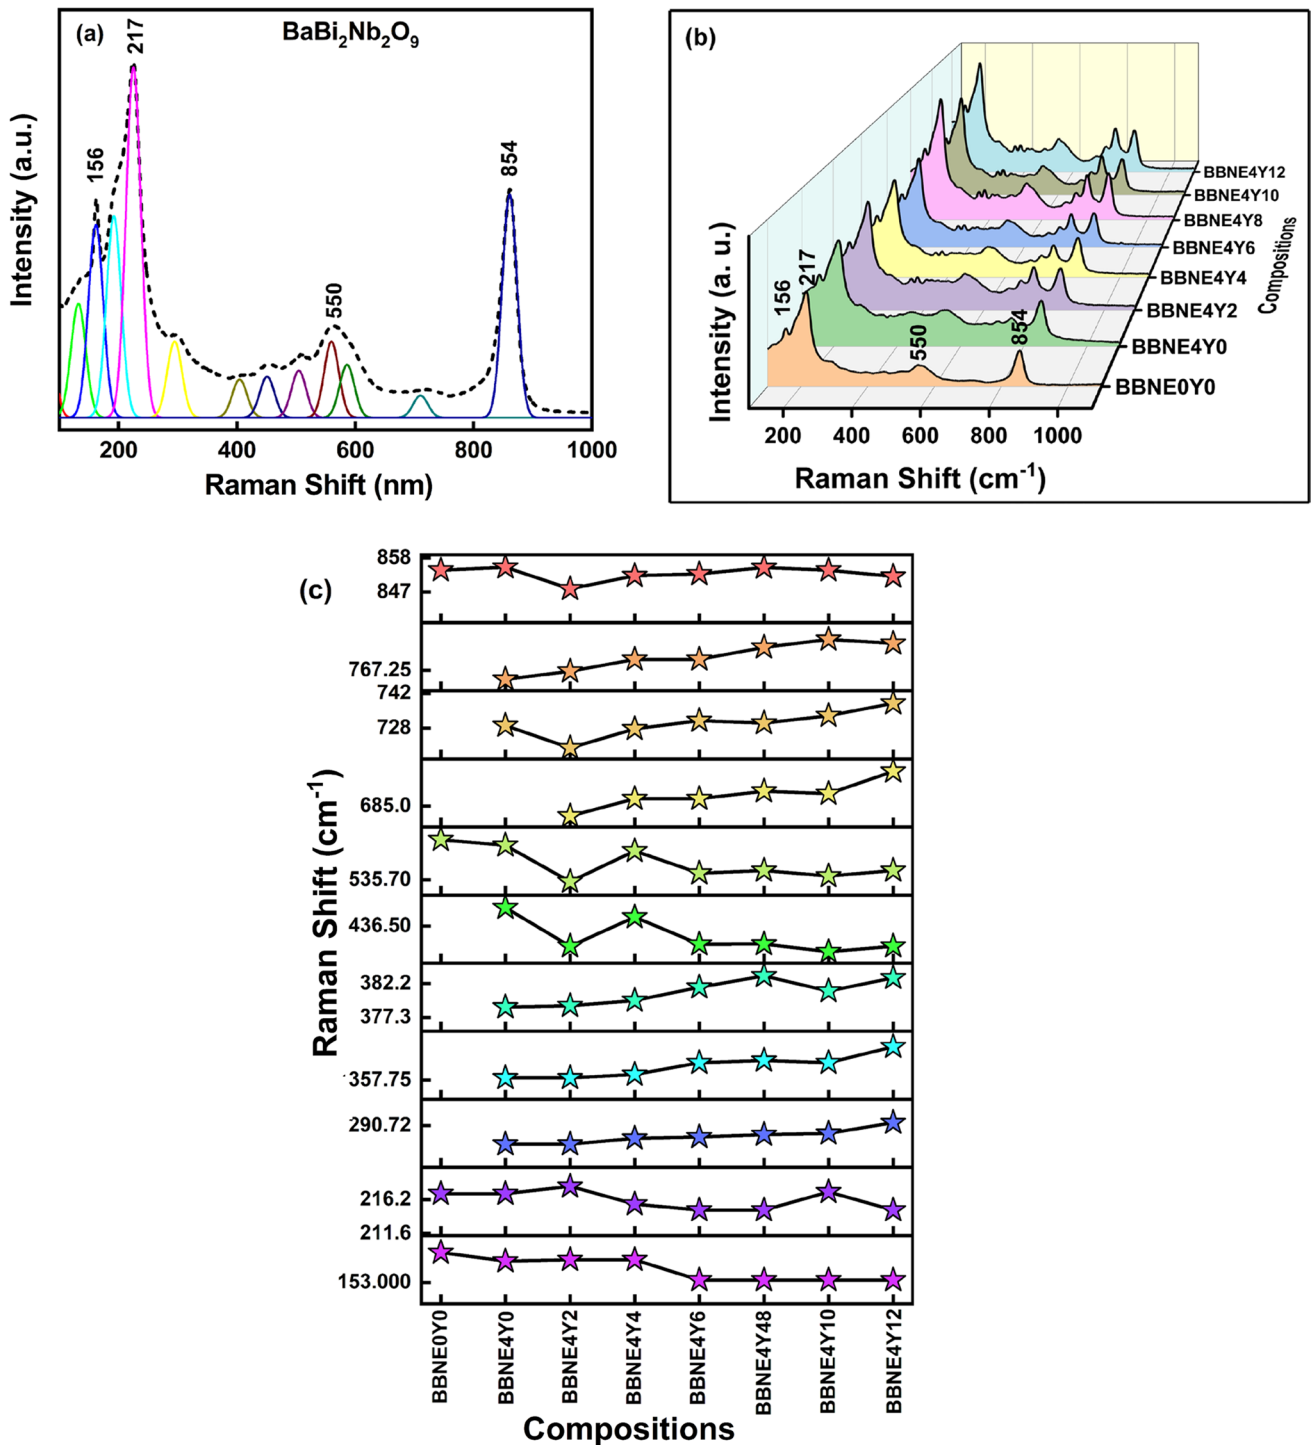 (a)
BaBi₂Nb₂O₉
217
156
854
550
Intensity (a.u.)
200 400 600 800 1000
Raman Shift (nm)
(b)
BBNE4Y12
BBNE4Y10
BBNE4Y8
BBNE4Y6
BBNE4Y4
BBNE4Y2
BBNE4Y0
BBNE0Y0
Compositions
156
217
550
854
Intensity (a. u.)
200 400 600 800 1000
Raman Shift (cm⁻¹)
(c)
858
847
767.25
742
728
685.0
535.70
436.50
382.2
377.3
357.75
290.72
216.2
211.6
153.000
Raman Shift (cm⁻¹)
BBNE0Y0
BBNE4Y0
BBNE4Y2
BBNE4Y4
BBNE4Y6
BBNE4Y48
BBNE4Y10
BBNE4Y12
Compositions